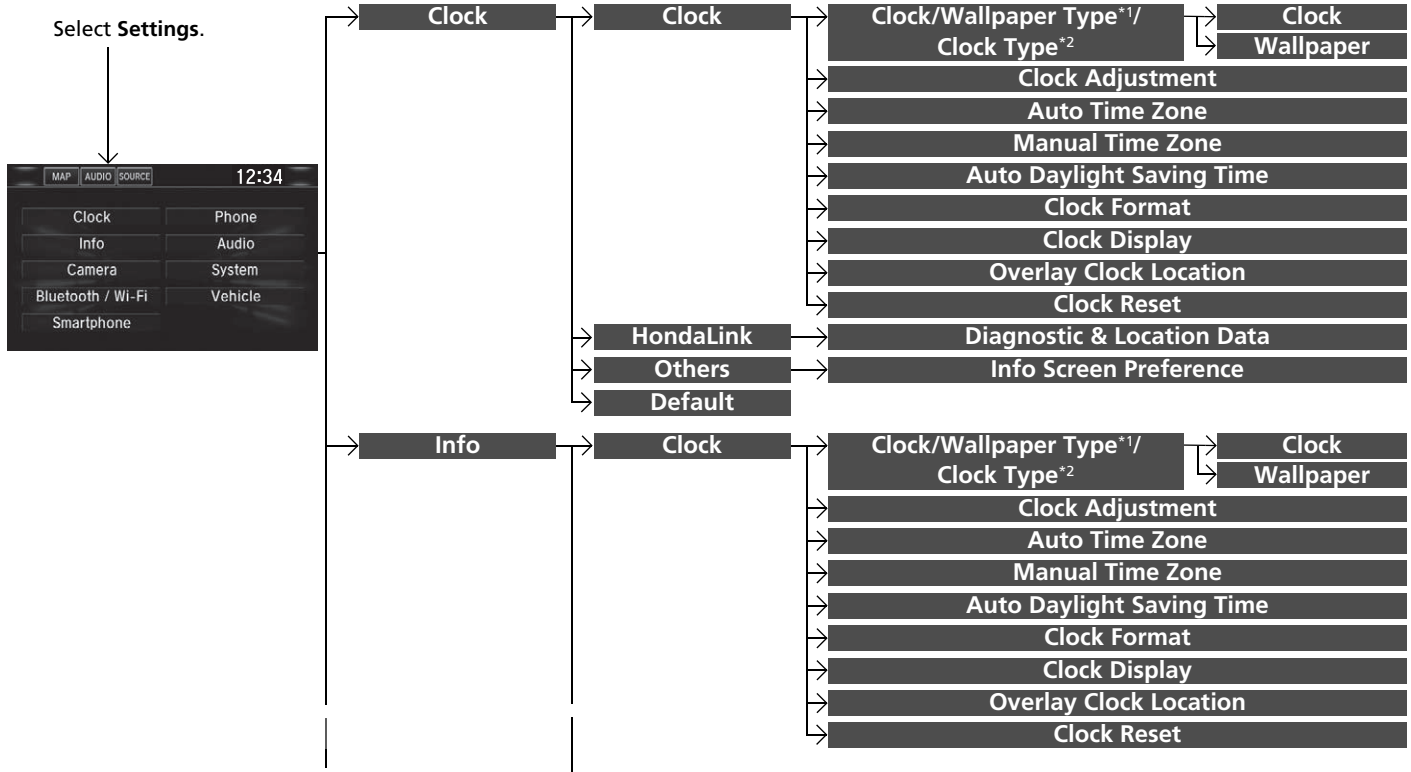 Select Settings.
MAP AUDIO SOURCE 12:34
Clock Phone
Info Audio
Camera System
Bluetooth / Wi-Fi Vehicle
Smartphone
Clock
Clock
Clock/Wallpaper Type*1/
Clock Type*2
Clock
Wallpaper
Clock Adjustment
Auto Time Zone
Manual Time Zone
Auto Daylight Saving Time
Clock Format
Clock Display
Overlay Clock Location
Clock Reset
HondaLink
Diagnostic & Location Data
Others
Info Screen Preference
Default
Info
Clock
Clock/Wallpaper Type*1/
Clock Type*2
Clock
Wallpaper
Clock Adjustment
Auto Time Zone
Manual Time Zone
Auto Daylight Saving Time
Clock Format
Clock Display
Overlay Clock Location
Clock Reset